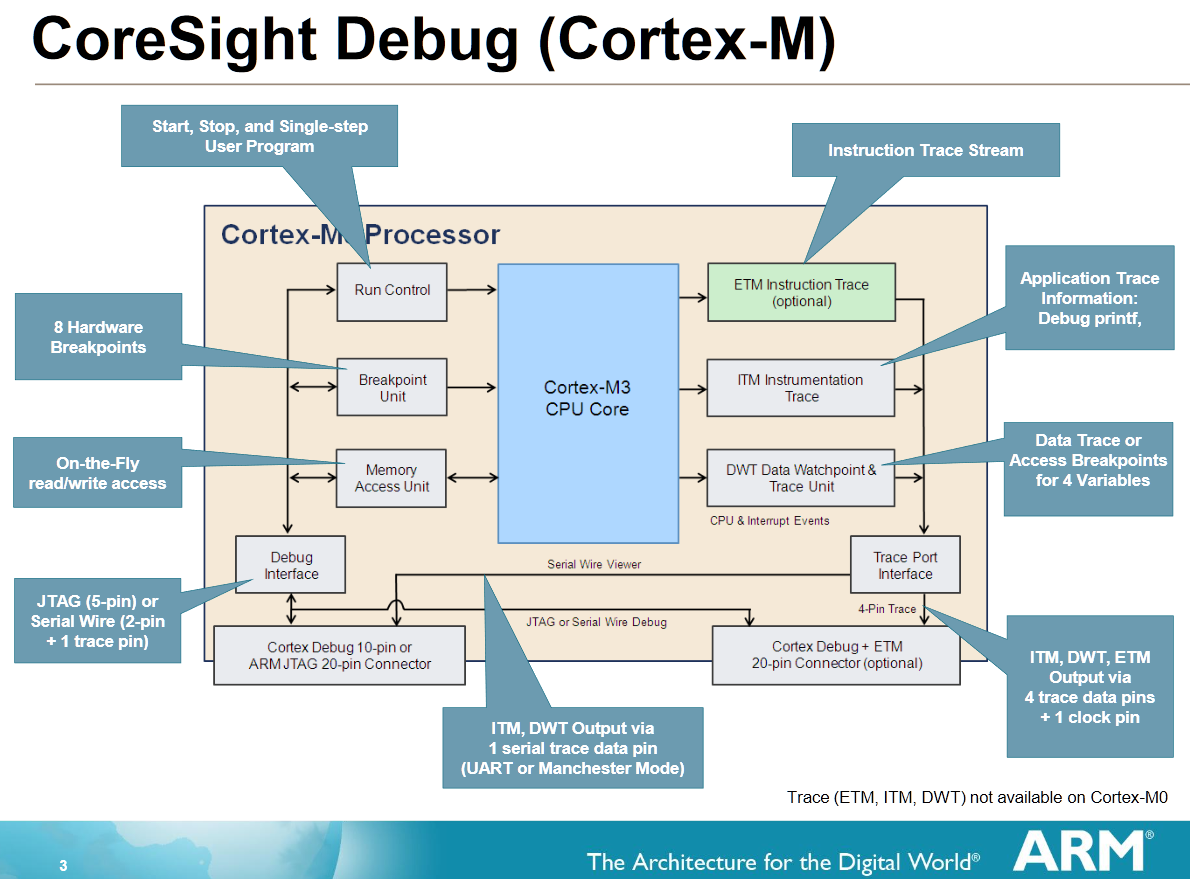 CoreSight Debug (Cortex-M)
Start, Stop, and Single-step
User Program
Instruction Trace Stream
Cortex-M Processor
Run Control
ETM Instruction Trace
(optional)
Application Trace
Information:
Debug printf,
8 Hardware
Breakpoints
Breakpoint
Unit
Cortex-M3
CPU Core
ITM Instrumentation
Trace
On-the-Fly
read/write access
Memory
Access Unit
DWT Data Watchpoint &
Trace Unit
Data Trace or
Access Breakpoints
for 4 Variables
CPU & Interrupt Events
Debug
Interface
Serial Wire Viewer
Trace Port
Interface
JTAG (5-pin) or
Serial Wire (2-pin
+ 1 trace pin)
4-Pin Trace
JTAG or Serial Wire Debug
Cortex Debug 10-pin or
ARM JTAG 20-pin Connector
Cortex Debug + ETM
20-pin Connector (optional)
ITM, DWT, ETM
Output via
4 trace data pins
+ 1 clock pin
ITM, DWT Output via
1 serial trace data pin
(UART or Manchester Mode)
Trace (ETM, ITM, DWT) not available on Cortex-M0
3
The Architecture for the Digital World®
ARM®